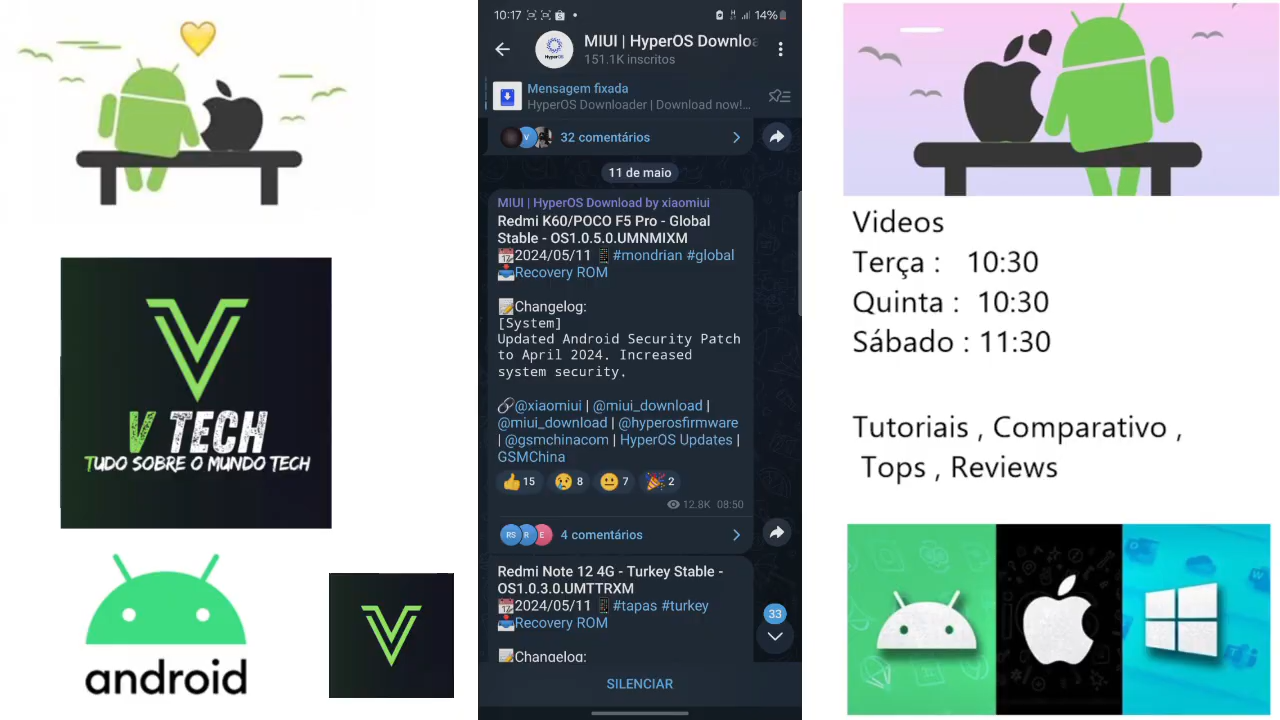 V TECH
TUDO SOBRE O MUNDO TECH
android
10:17
14%
MIUI | HyperOS Downloa
151.1K inscritos
HyperOS
Mensagem fixada
HyperOS Downloader | Download now!...
V
32 comentários
11 de maio
MIUI | HyperOS Download by xiaomiui
Redmi K60/POCO F5 Pro - Global
Stable - OS1.0.5.0.UMNMIXM
2024/05/11 #mondrian #global
Recovery ROM
Changelog:
[System]
Updated Android Security Patch
to April 2024. Increased
system security.
@xiaomiui | @miui_download |
@miui_download | @hyperosfirmware
| @gsmchinacom | HyperOS Updates |
GSMChina
15 8 7 2
12.8K 08:50
RS R E 4 comentários
Redmi Note 12 4G - Turkey Stable -
OS1.0.3.0.UMTTRXM
2024/05/11 #tapas #turkey
Recovery ROM
33
Changelog:
SILENCIAR
Videos
Terça : 10:30
Quinta : 10:30
Sábado : 11:30
Tutoriais , Comparativo ,
Tops , Reviews